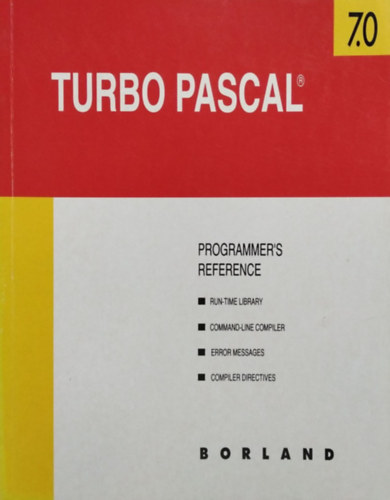 7.0
TURBO PASCAL®
PROGRAMMER'S
REFERENCE
■ RUN-TIME LIBRARY
■ COMMAND-LINE COMPILER
■ ERROR MESSAGES
■ COMPILER DIRECTIVES
BORLAND